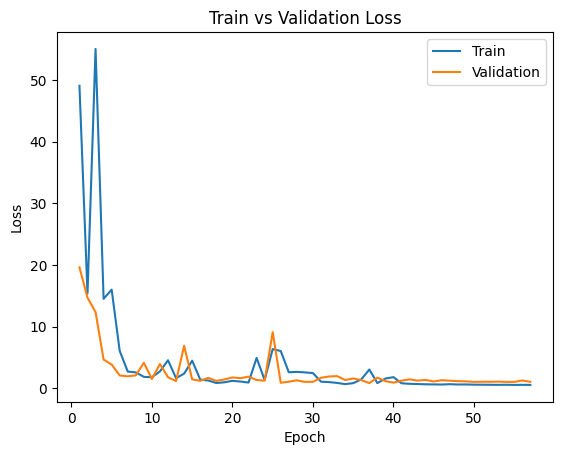 Train vs Validation Loss
Train
Validation
Loss
50
40
30
20
10
0
0 10 20 30 40 50
Epoch